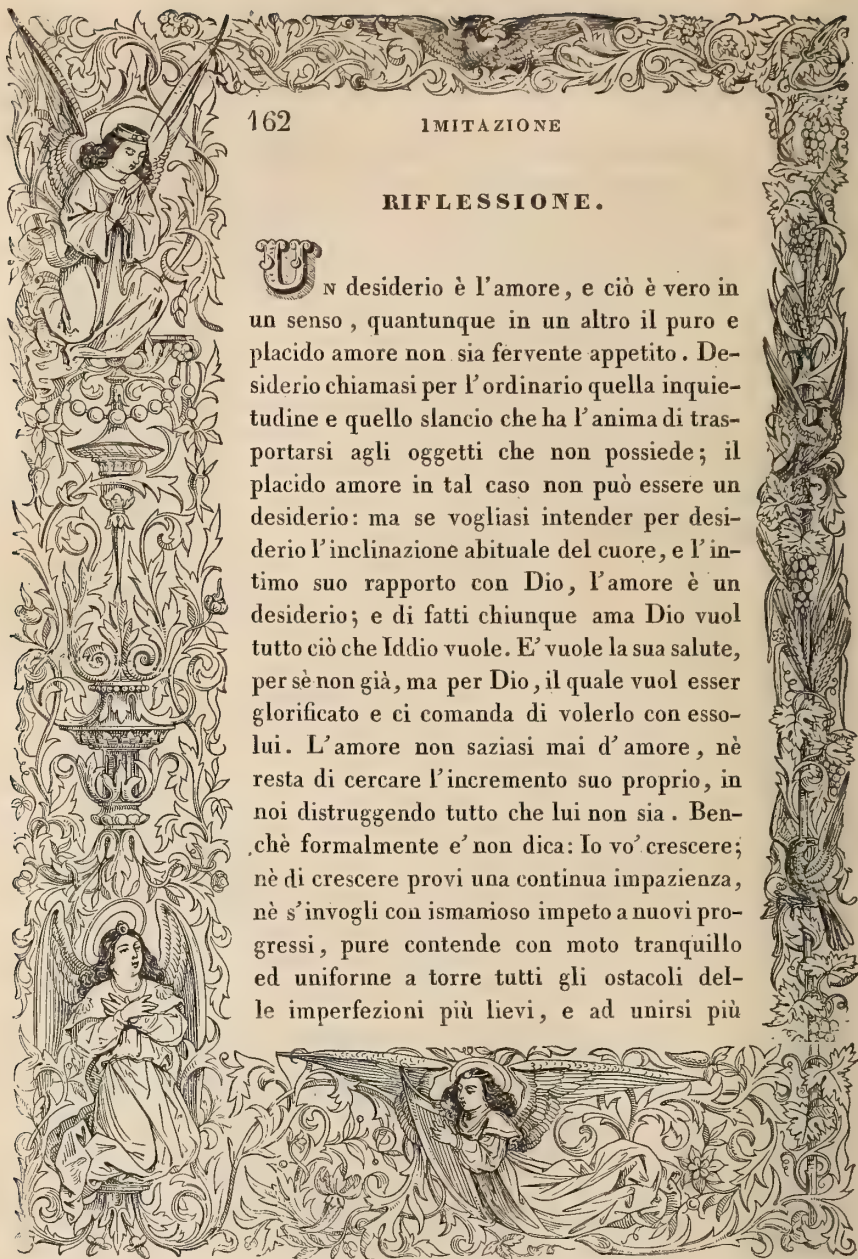 162 IMITAZIONE
RIFLESSIONE.
UN desiderio è l'amore, e ciò è vero in
un senso, quantunque in un altro il puro e
placido amore non sia fervente appetito. De-
siderio chiamasi per l'ordinario quella inquie-
tudine e quello slancio che ha l'anima di tras-
portarsi agli oggetti che non possiede; il
placido amore in tal caso non può essere un
desiderio: ma se vogliasi intender per desi-
derio l'inclinazione abituale del cuore, e l'in-
timo suo rapporto con Dio, l'amore è un
desiderio; e di fatti chiunque ama Dio vuol
tutto ciò che Iddio vuole. E' vuole la sua salute,
per sè non già, ma per Dio, il quale vuol esser
glorificato e ci comanda di volerlo con esso-
lui. L'amore non saziasi mai d'amore, nè
resta di cercare l'incremento suo proprio, in
noi distruggendo tutto che lui non sia. Ben-
chè formalmente e' non dica: Io vo' crescere;
nè di crescere provi una continua impazienza,
nè s'invogli con ismanioso impeto a nuovi pro-
gressi, pure contende con moto tranquillo
ed uniforme a torre tutti gli ostacoli del-
le imperfezioni più lievi, e ad unirsi più